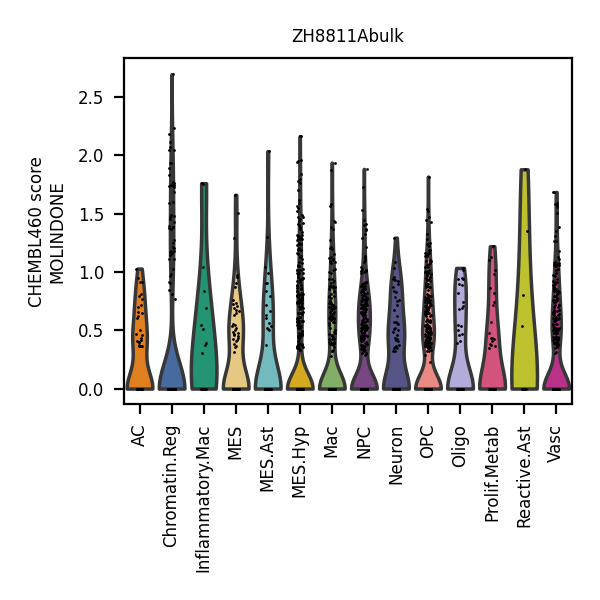 ZH8811Abulk
CHEMBL460 score
MOLINDONE
2.5
2.0
1.5
1.0
0.5
0.0
AC
Chromatin.Reg
Inflammatory.Mac
MES
MES.Ast
MES.Hyp
Mac
NPC
Neuron
OPC
Oligo
Prolif.Metab
Reactive.Ast
Vasc